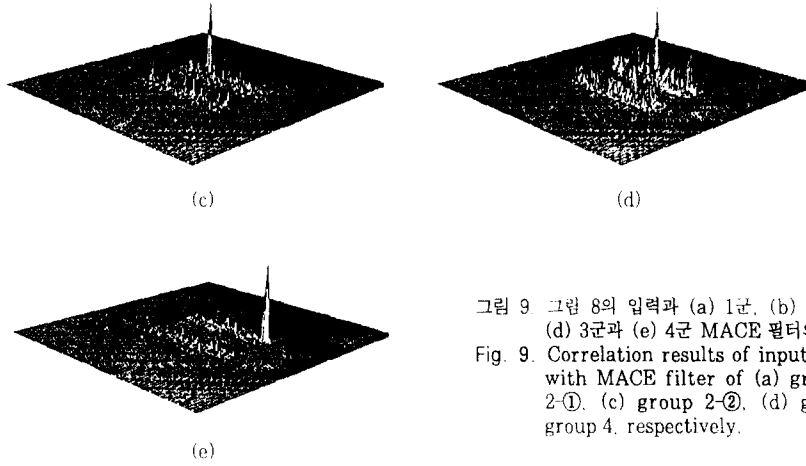 (c)
(d)
(e)
그림 9. 그림 8의 입력과 (a) 1군, (b)
(d) 3군과 (e) 4군 MACE 필터의
Fig. 9. Correlation results of input
with MACE filter of (a) gr
2-①, (c) group 2-②, (d) g
group 4, respectively.